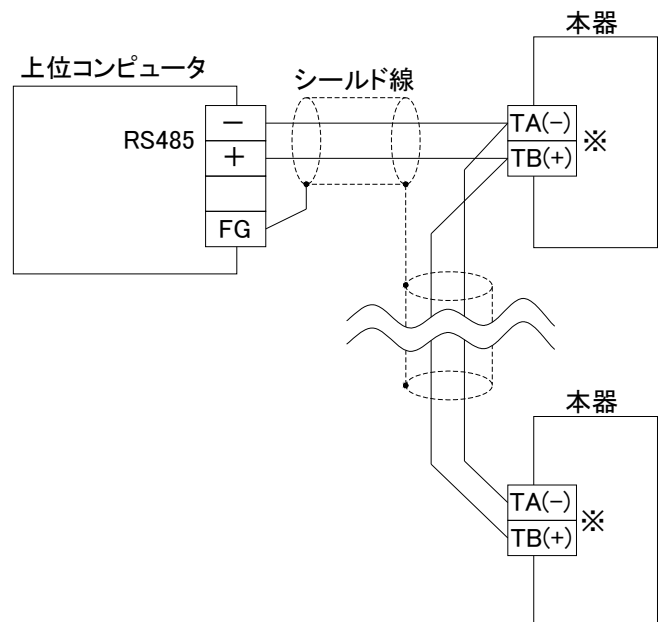 本器
上位コンピュータ
シールド線
RS485
－
＋
FG
TA(-)
TB(+)
※
本器
TA(-)
TB(+)
※